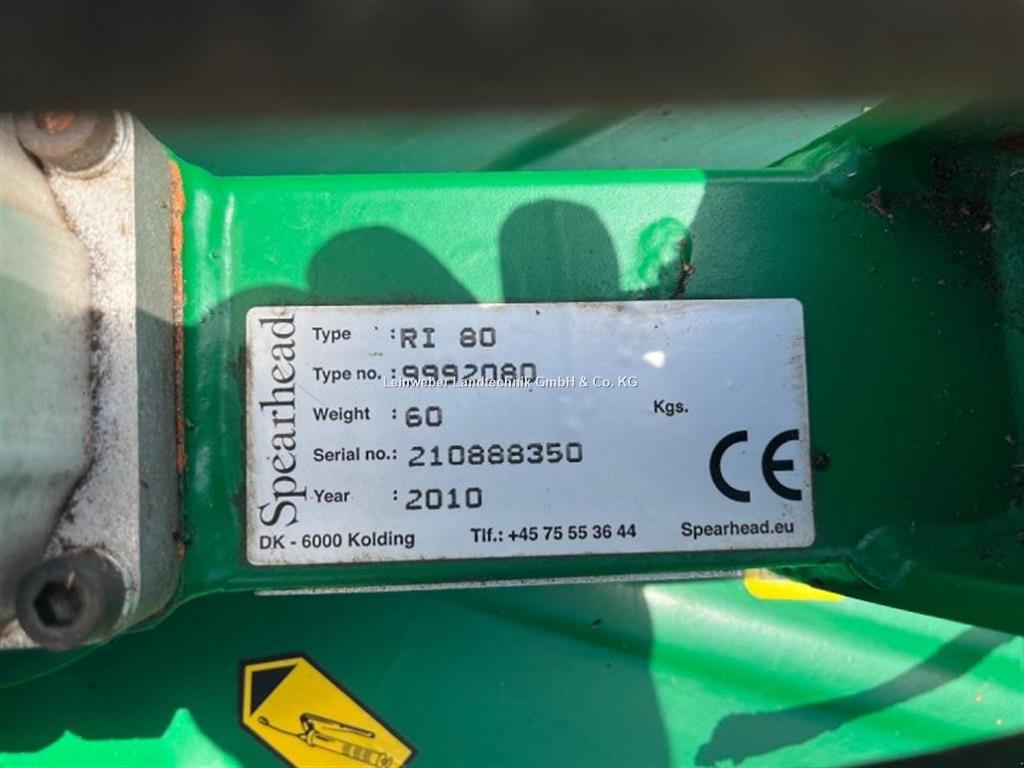 Spearhead
Type : RI 80
Type no. : 9992080
Leinweber Landtechnik GmbH & Co. KG
Weight : 60 Kgs.
Serial no.: 210888350
Year : 2010
CE
DK - 6000 Kolding Tlf.: +45 75 55 36 44 Spearhead.eu